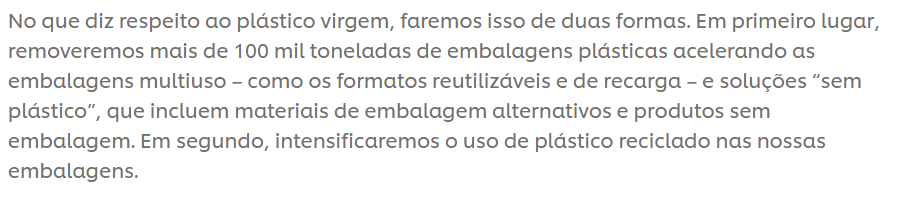 No que diz respeito ao plástico virgem, faremos isso de duas formas. Em primeiro lugar,
removeremos mais de 100 mil toneladas de embalagens plásticas acelerando as
embalagens multiuso – como os formatos reutilizáveis e de recarga – e soluções “sem
plástico”, que incluem materiais de embalagem alternativos e produtos sem
embalagem. Em segundo, intensificaremos o uso de plástico reciclado nas nossas
embalagens.